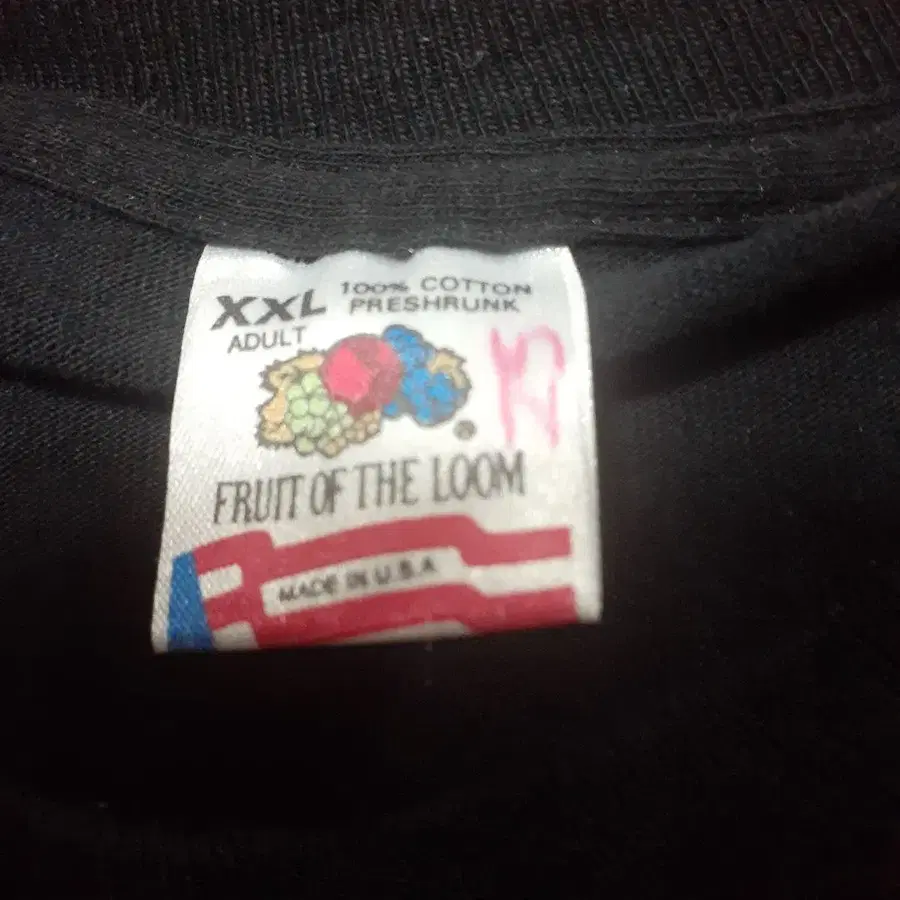 XXL
ADULT
100% COTTON
PRESHRUNK
®
FRUIT OF THE LOOM
MADE IN U.S.A